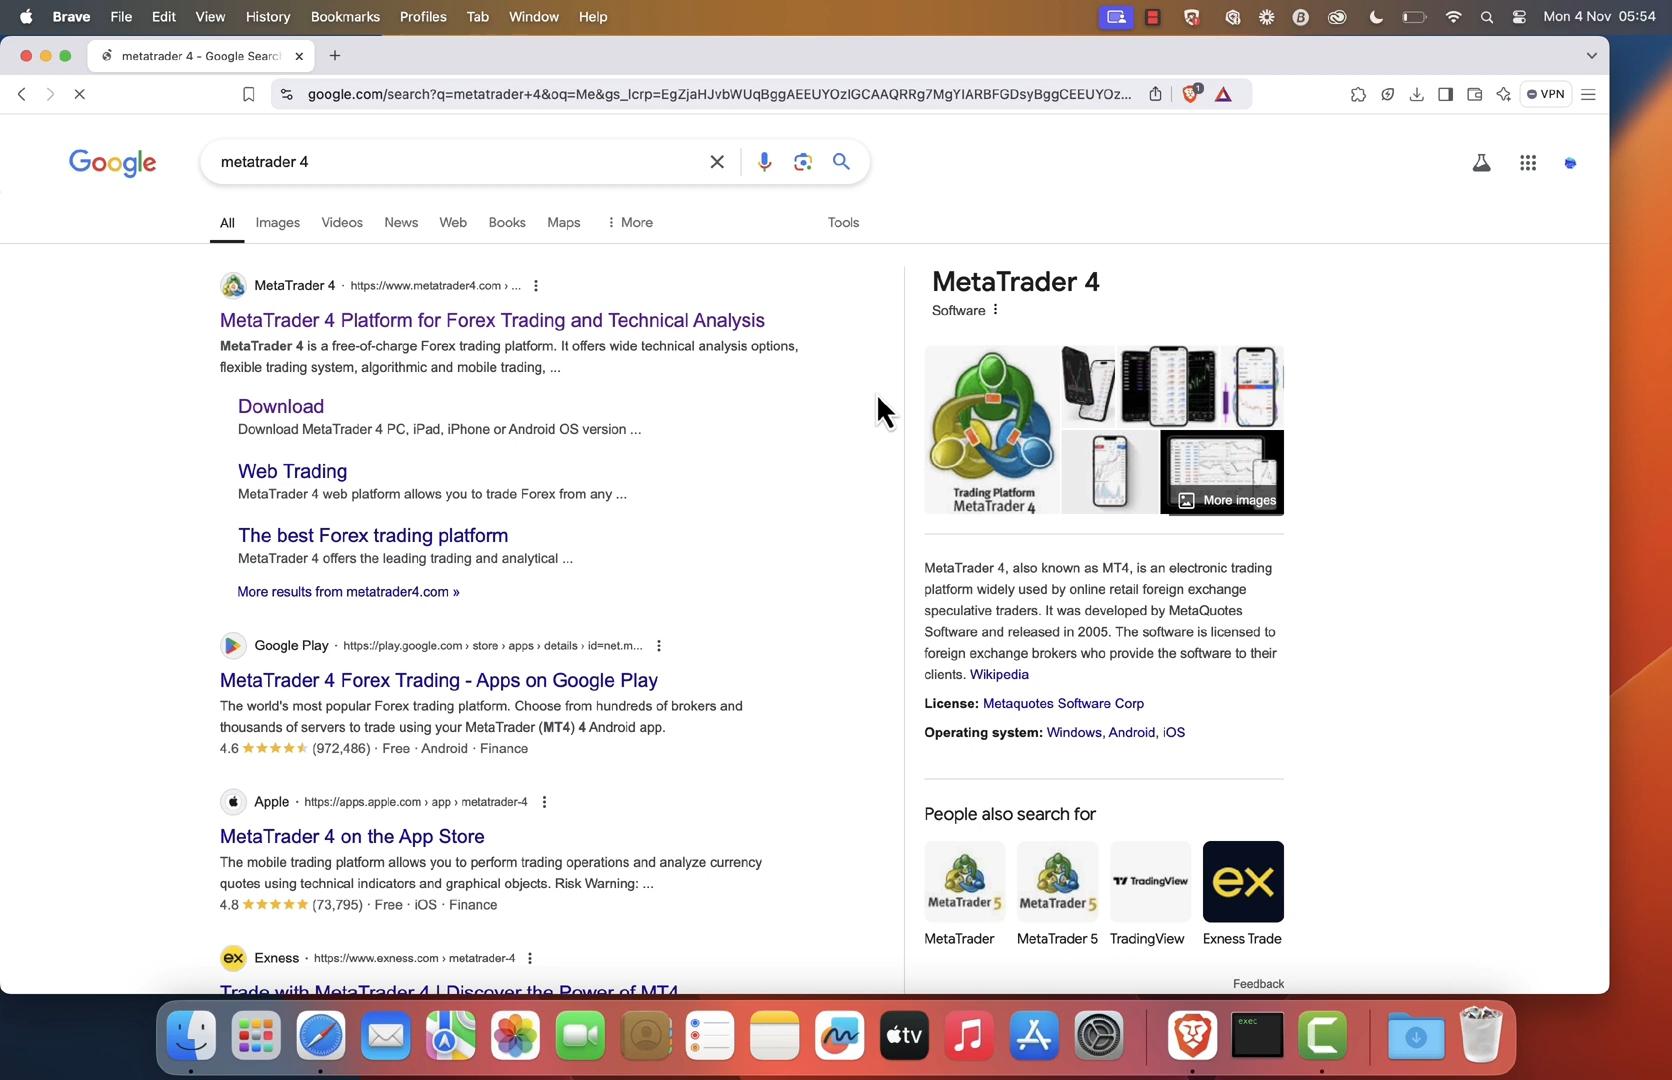 Brave File Edit View History Bookmarks Profiles Tab Window Help Mon 4 Nov 05:54
metatrader 4 - Google Search
google.com/search?q=metatrader+4&oq=Me&gs_lcrp=EgZjaHJvbWUqBggAEEUYOzIGCAAQRRg7MgYIARBFGDsyBggCEEUYOz... 1 VPN
Google metatrader 4
All Images Videos News Web Books Maps More Tools
MetaTrader 4 · https://www.metatrader4.com › ...
MetaTrader 4 Platform for Forex Trading and Technical Analysis
MetaTrader 4 is a free-of-charge Forex trading platform. It offers wide technical analysis options,
flexible trading system, algorithmic and mobile trading, ...
Download
Download MetaTrader 4 PC, iPad, iPhone or Android OS version ...
Web Trading
MetaTrader 4 web platform allows you to trade Forex from any ...
The best Forex trading platform
MetaTrader 4 offers the leading trading and analytical ...
More results from metatrader4.com »
Google Play · https://play.google.com › store › apps › details › id=net.m...
MetaTrader 4 Forex Trading - Apps on Google Play
The world's most popular Forex trading platform. Choose from hundreds of brokers and
thousands of servers to trade using your MetaTrader (MT4) 4 Android app.
4.6 (972,486) · Free · Android · Finance
Apple · https://apps.apple.com › app › metatrader-4
MetaTrader 4 on the App Store
The mobile trading platform allows you to perform trading operations and analyze currency
quotes using technical indicators and graphical objects. Risk Warning: ...
4.8 (73,795) · Free · iOS · Finance
ex Exness · https://www.exness.com › metatrader-4
Trade with MetaTrader 4 | Discover the Power of MT4
MetaTrader 4
Software
Trading Platform
MetaTrader 4
More images
MetaTrader 4, also known as MT4, is an electronic trading
platform widely used by online retail foreign exchange
speculative traders. It was developed by MetaQuotes
Software and released in 2005. The software is licensed to
foreign exchange brokers who provide the software to their
clients. Wikipedia
License: Metaquotes Software Corp
Operating system: Windows, Android, iOS
People also search for
MetaTrader 5 MetaTrader 5 TradingView ex
MetaTrader MetaTrader 5 TradingView Exness Trade
Feedback
exec
tv